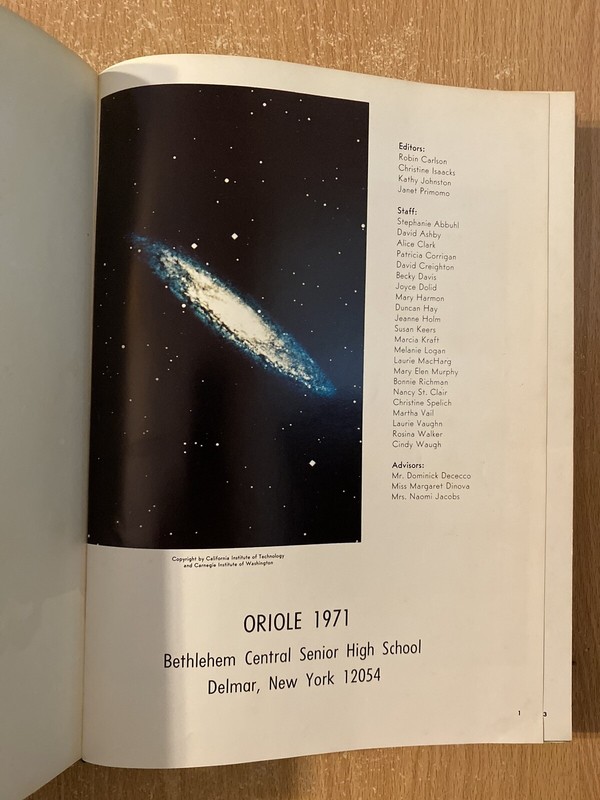 Editors:
Robin Carlson
Christine Isaacks
Kathy Johnston
Janet Primomo
Staff:
Stephanie Abbuhl
David Ashby
Alice Clark
Patricia Corrigan
David Creighton
Becky Davis
Joyce Dolid
Mary Harmon
Duncan Hay
Jeanne Holm
Susan Keers
Marcia Kraft
Melanie Logan
Laurie MacHarg
Mary Elen Murphy
Bonnie Richman
Nancy St. Clair
Christine Spelich
Martha Vail
Laurie Vaughn
Rosina Walker
Cindy Waugh
Advisors:
Mr. Dominick Dececco
Miss Margaret Dinova
Mrs. Naomi Jacobs
Copyright by California Institute of Technology
and Carnegie Institute of Washington
ORIOLE 1971
Bethlehem Central Senior High School
Delmar, New York 12054
1
3